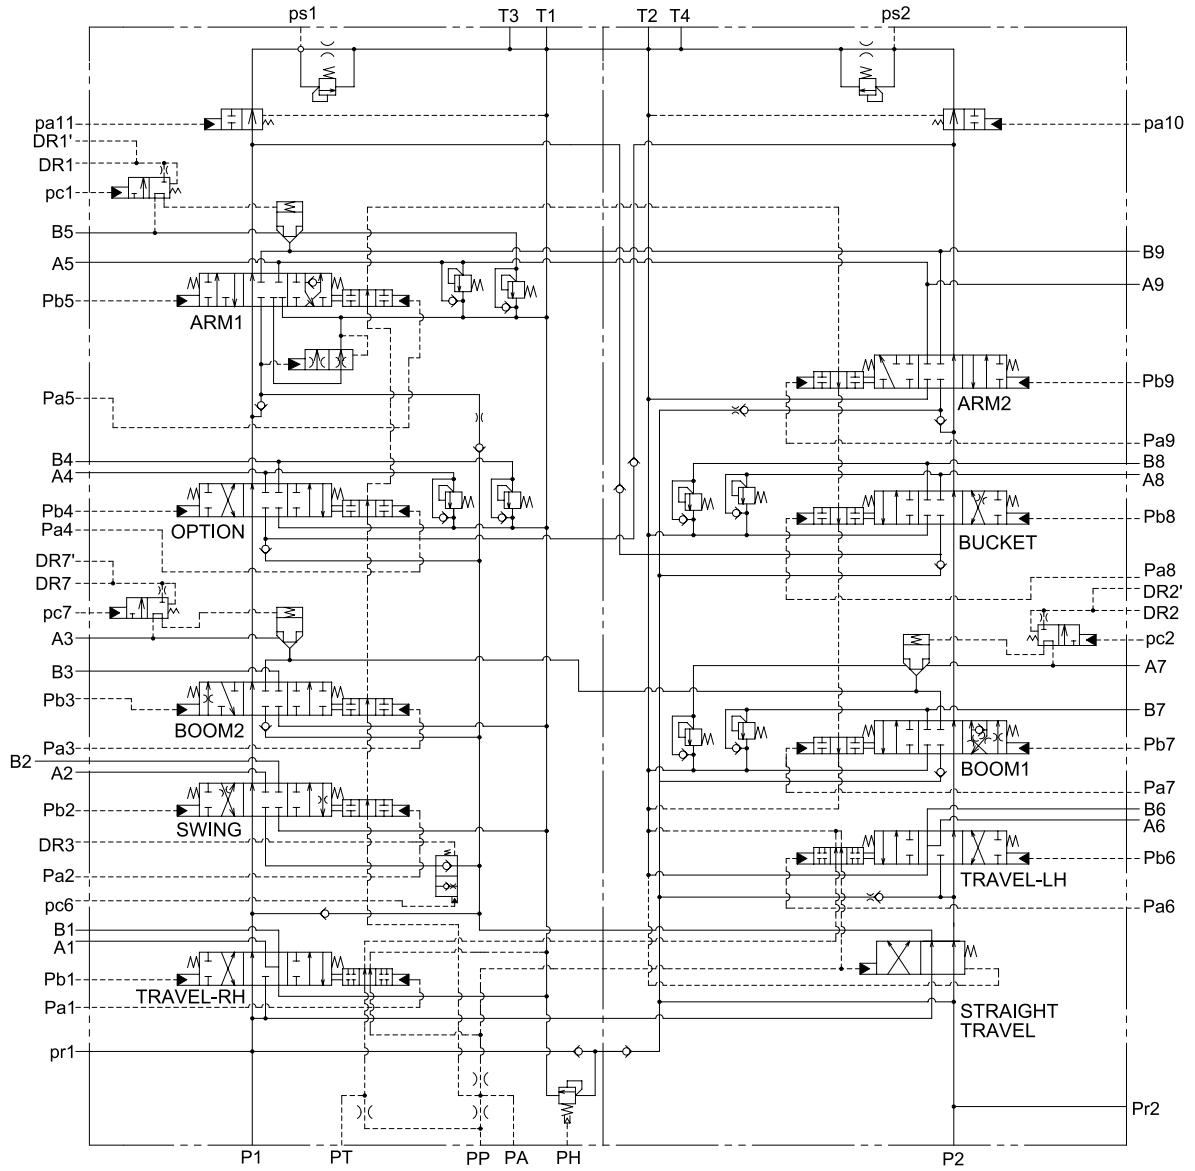 ps1 T3 T1 T2 T4 ps2
pa11
pa10
DR1'
DR1
pc1
B5
B9
A5
A9
Pb5
ARM1
Pb9
ARM2
Pa5
Pa9
B4
B8
A4
A8
Pb4
Pb8
OPTION
BUCKET
Pa4
DR7'
Pa8
DR7
DR2'
pc7
DR2
A3
pc2
B3
A7
Pb3
B7
BOOM2
Pb7
Pa3
BOOM1
B2
A2
Pa7
Pb2
B6
SWING
A6
DR3
Pb6
Pa2
TRAVEL-LH
pc6
Pa6
B1
A1
Pb1
TRAVEL-RH
Pa1
STRAIGHT
TRAVEL
pr1
Pr2
P1 PT PP PA PH P2